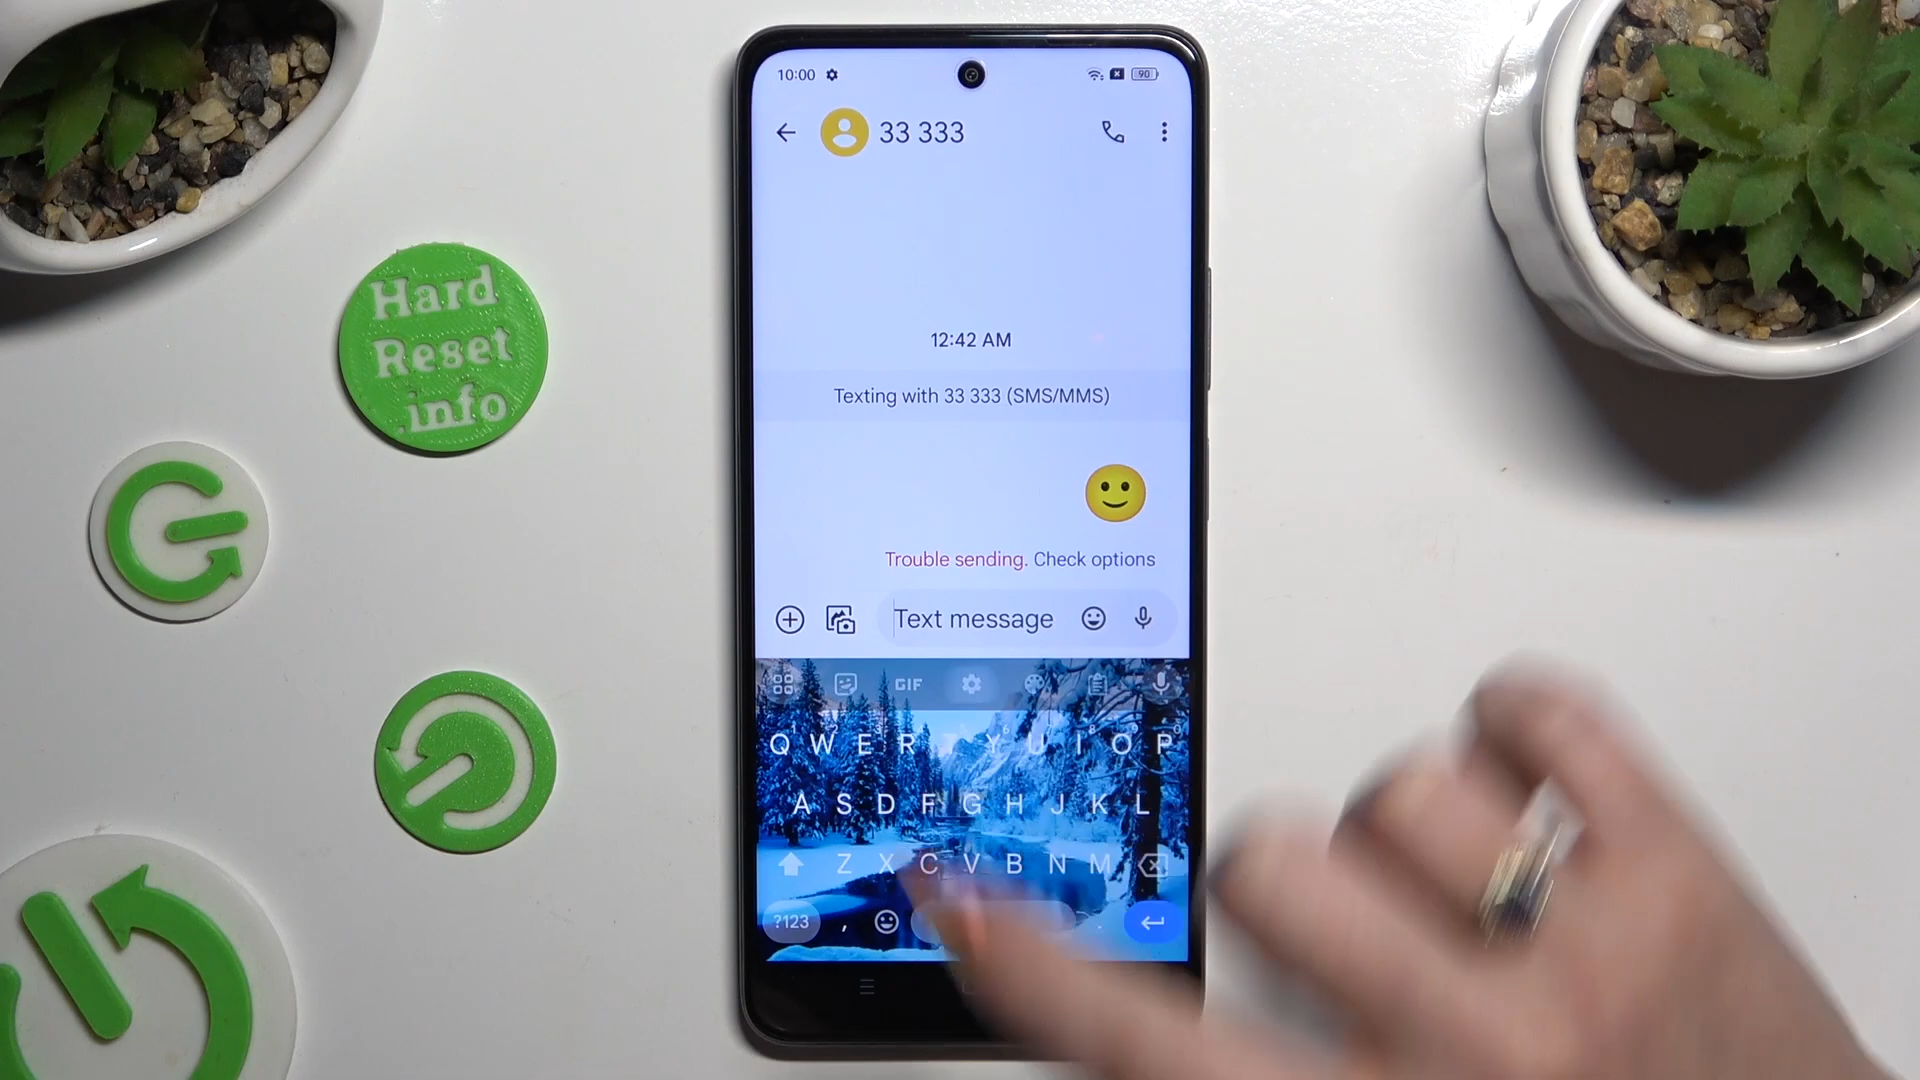 Hard
Reset
.info
10:00
90
33 333
12:42 AM
Texting with 33 333 (SMS/MMS)
Trouble sending. Check options
Text message
GIF
Q W E R Y U I O P
A S D F G H J K L
Z X C V B N M
?123 , .